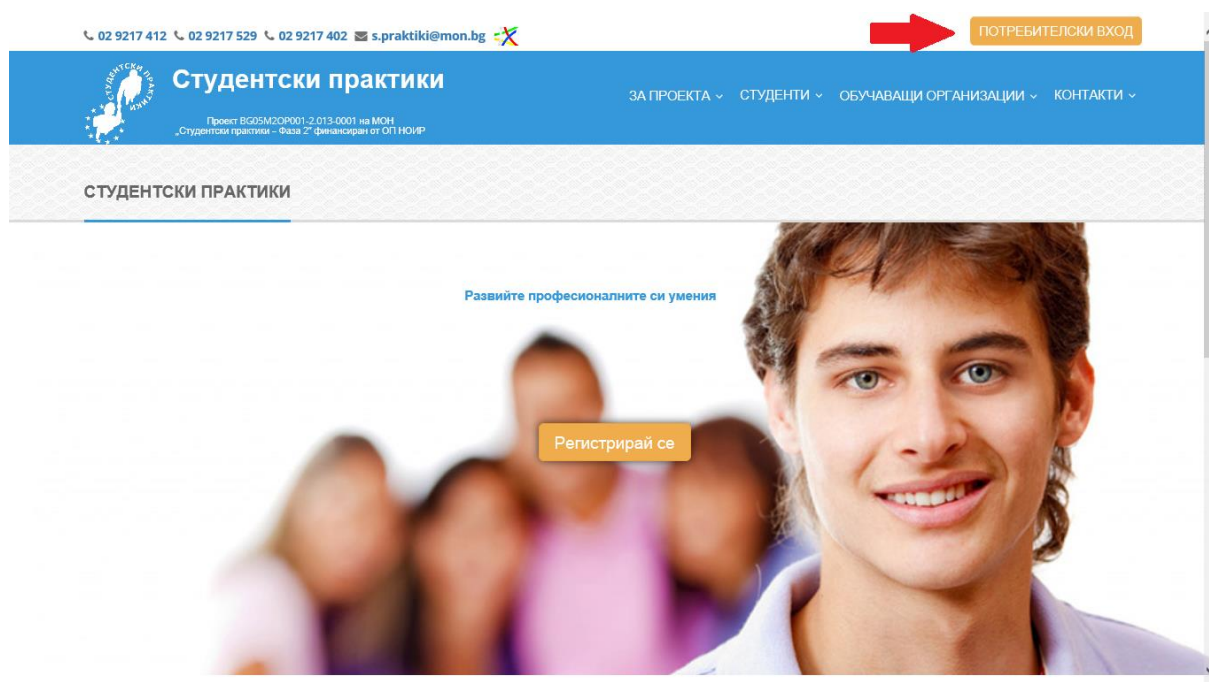 02 9217 412 02 9217 529 02 9217 402 s.praktiki@mon.bg
ПОТРЕБИТЕЛСКИ ВХОД
СТУДЕНТСКИ ПРАКТИКИ
Студентски практики
Проект BG05M2OP001-2.013-0001 на МОН
„Студентски практики – Фаза 2“ финансиран от ОП НОИР
ЗА ПРОЕКТА СТУДЕНТИ ОБУЧАВАЩИ ОРГАНИЗАЦИИ КОНТАКТИ
СТУДЕНТСКИ ПРАКТИКИ
Развийте професионалните си умения
Регистрирай се